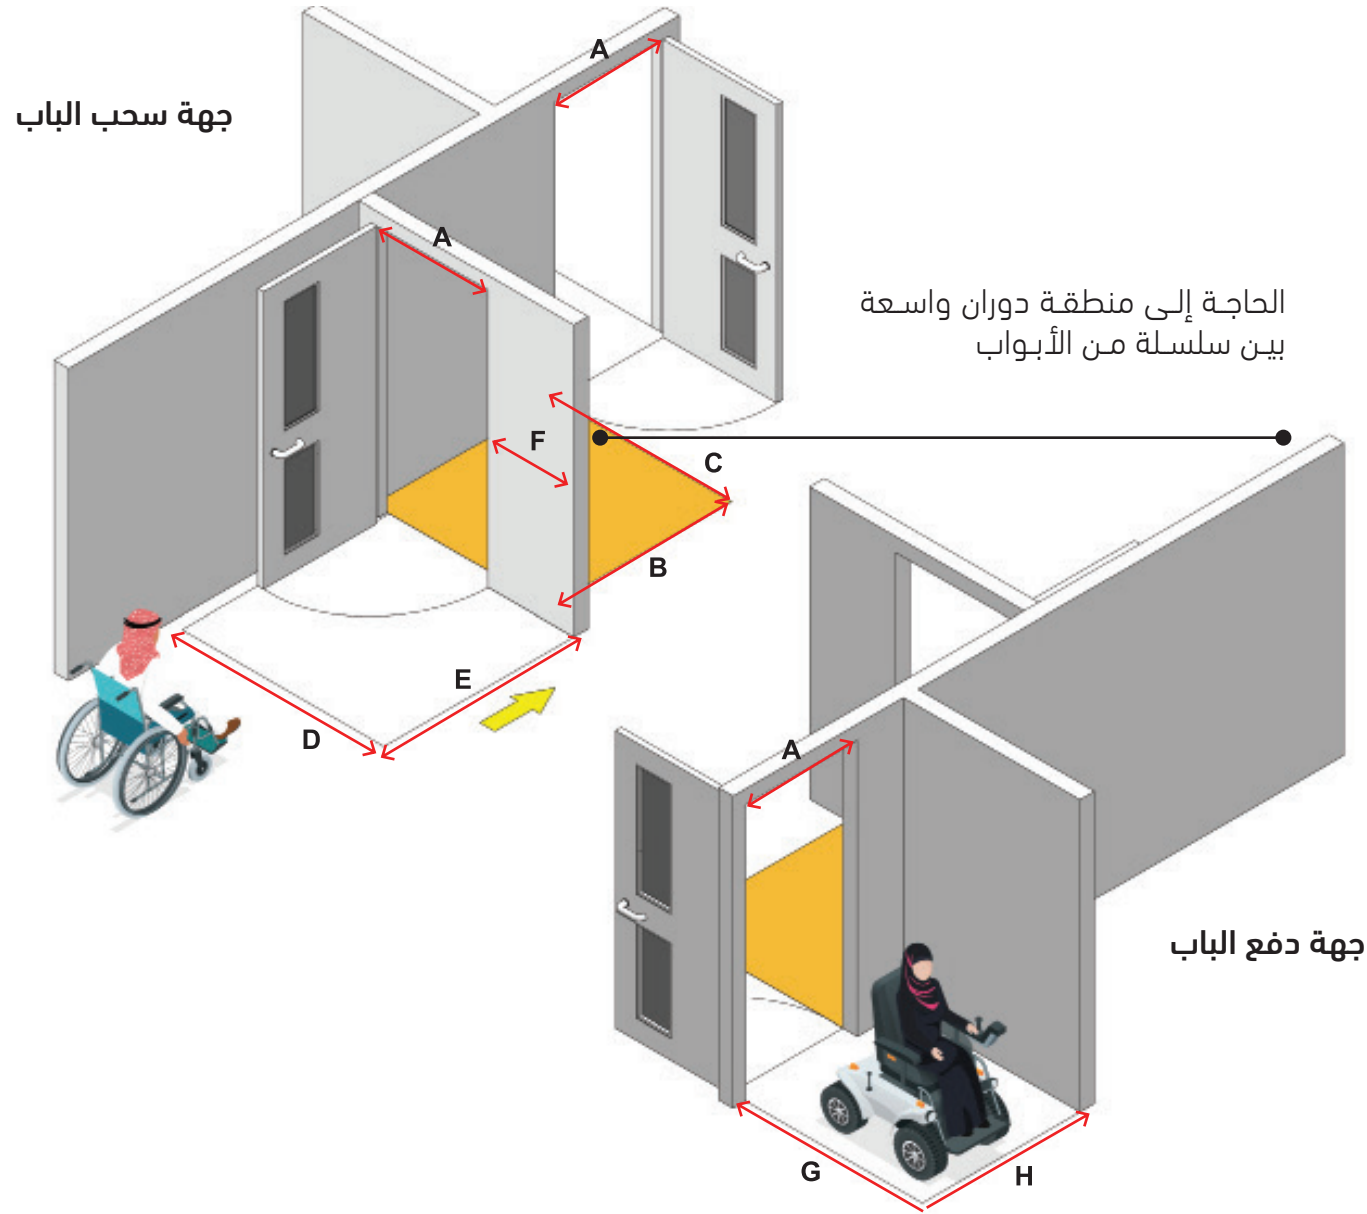 A
جهة سحب الباب
A
الحاجة إلى منطقة دوران واسعة
بين سلسلة من الأبواب
F
C
B
E
D
A
جهة دفع الباب
G
H